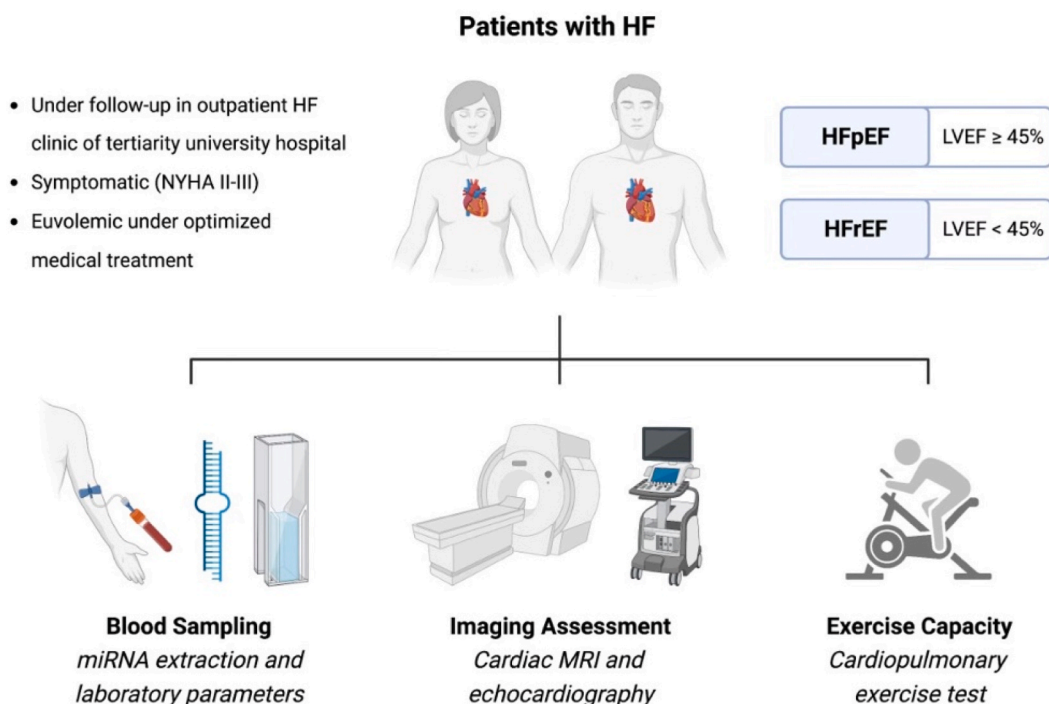 Patients with HF
• Under follow-up in outpatient HF
clinic of tertiarity university hospital
• Symptomatic (NYHA II-III)
• Euvolemic under optimized
medical treatment
HFpEF LVEF ≥ 45%
HFrEF LVEF < 45%
Blood Sampling
miRNA extraction and
laboratory parameters
Imaging Assessment
Cardiac MRI and
echocardiography
Exercise Capacity
Cardiopulmonary
exercise test